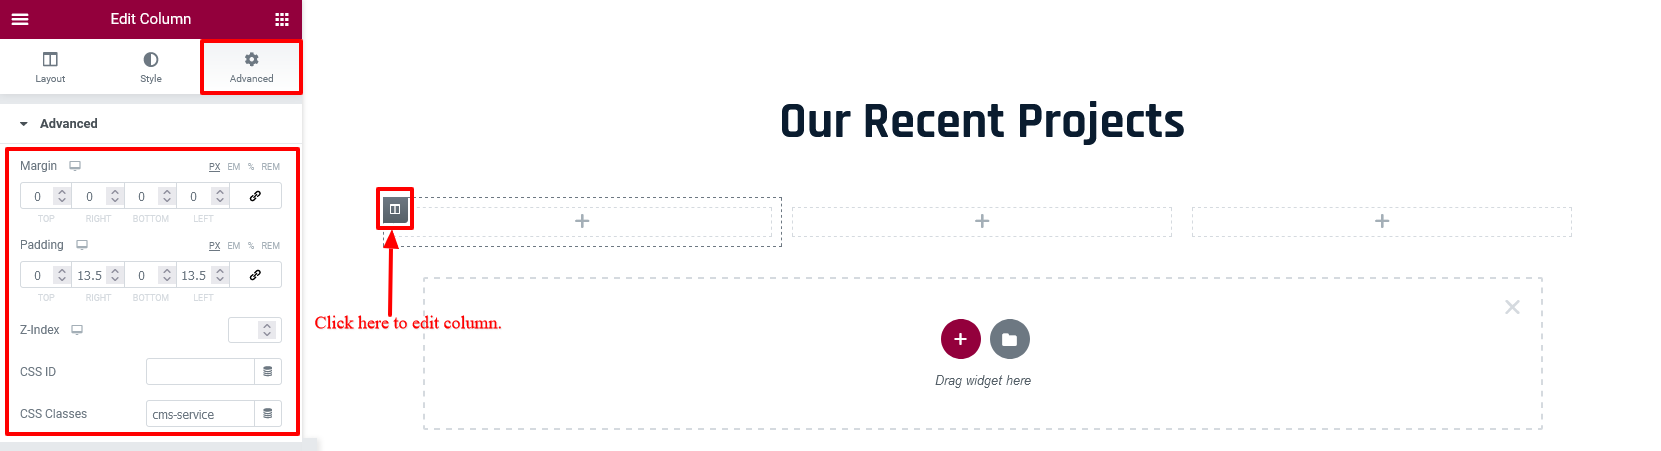 Edit Column
Layout
Style
Advanced
Advanced
Margin
PX EM % REM
0 0 0 0
TOP RIGHT BOTTOM LEFT
Padding
PX EM % REM
0 13.5 0 13.5
TOP RIGHT BOTTOM LEFT
Z-Index
CSS ID
CSS Classes
cms-service
Our Recent Projects
Click here to edit column.
Drag widget here